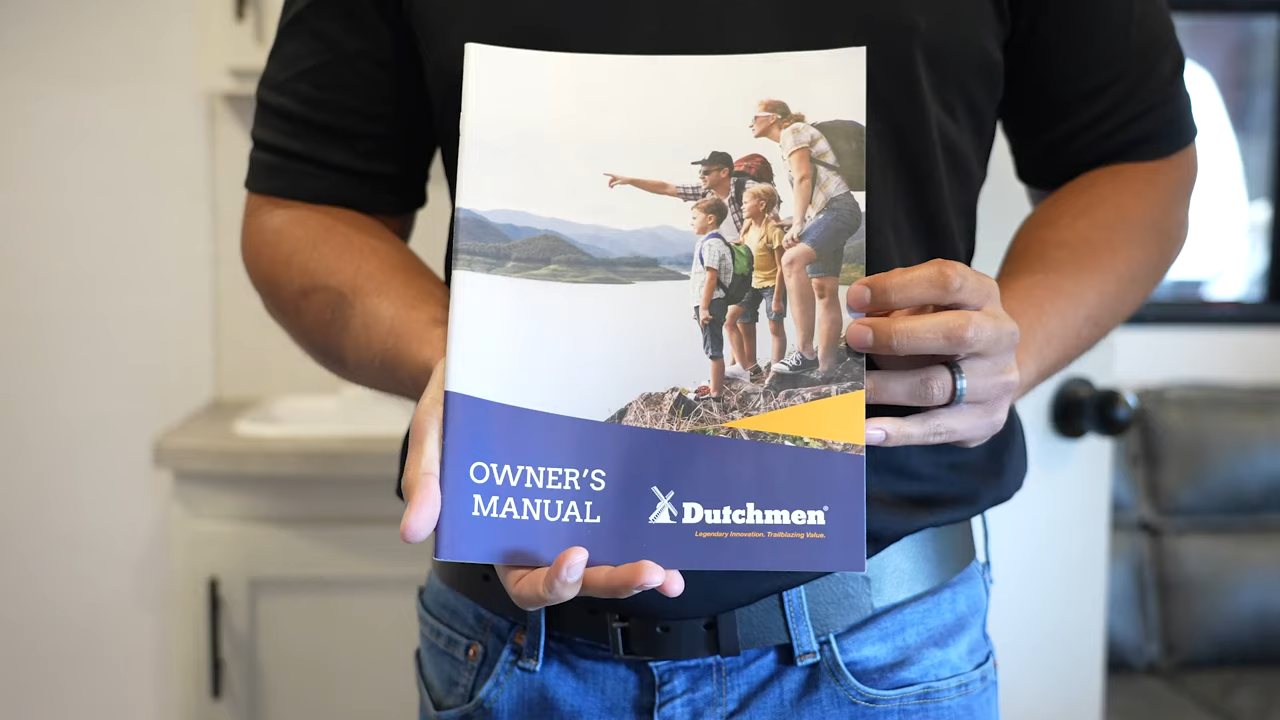 OWNER'S
MANUAL
Dutchmen®
Legendary Innovation. Trailblazing Value.